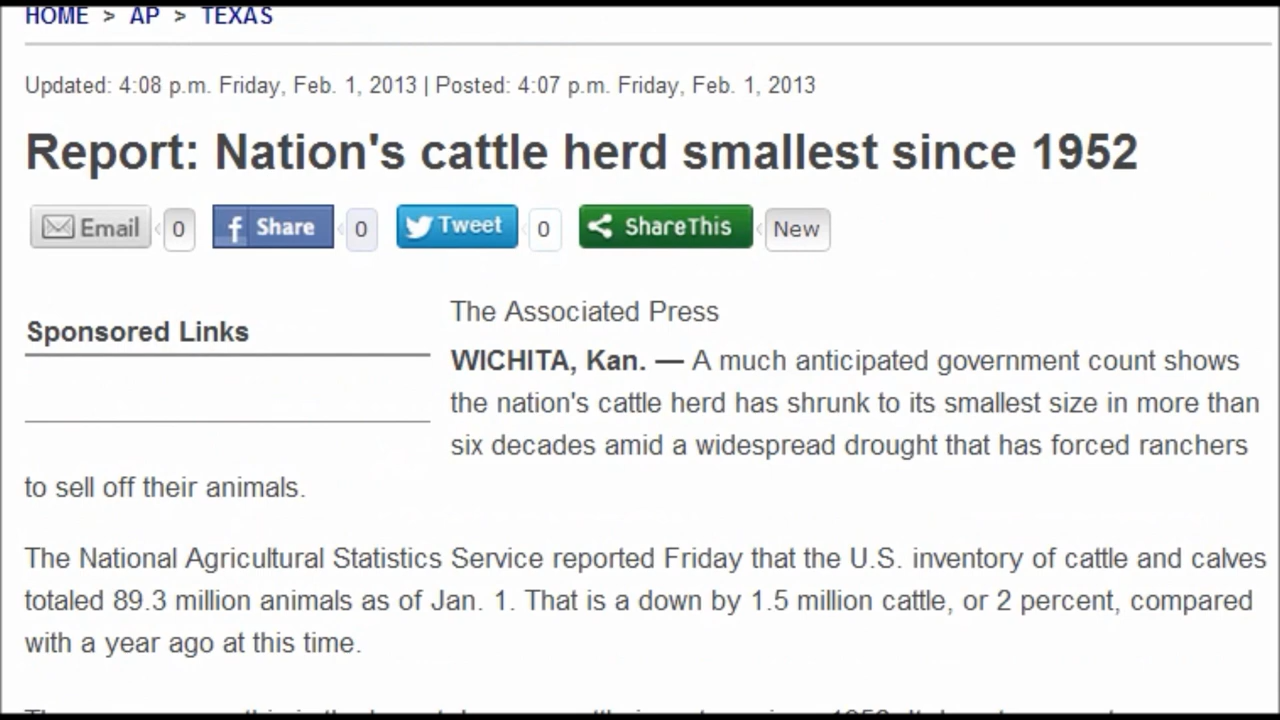 HOME > AP > TEXAS
Updated: 4:08 p.m. Friday, Feb. 1, 2013 | Posted: 4:07 p.m. Friday, Feb. 1, 2013
Report: Nation's cattle herd smallest since 1952
Email 0 Share 0 Tweet 0 ShareThis New
Sponsored Links
The Associated Press
WICHITA, Kan. — A much anticipated government count shows
the nation's cattle herd has shrunk to its smallest size in more than
six decades amid a widespread drought that has forced ranchers
to sell off their animals.
The National Agricultural Statistics Service reported Friday that the U.S. inventory of cattle and calves
totaled 89.3 million animals as of Jan. 1. That is a down by 1.5 million cattle, or 2 percent, compared
with a year ago at this time.